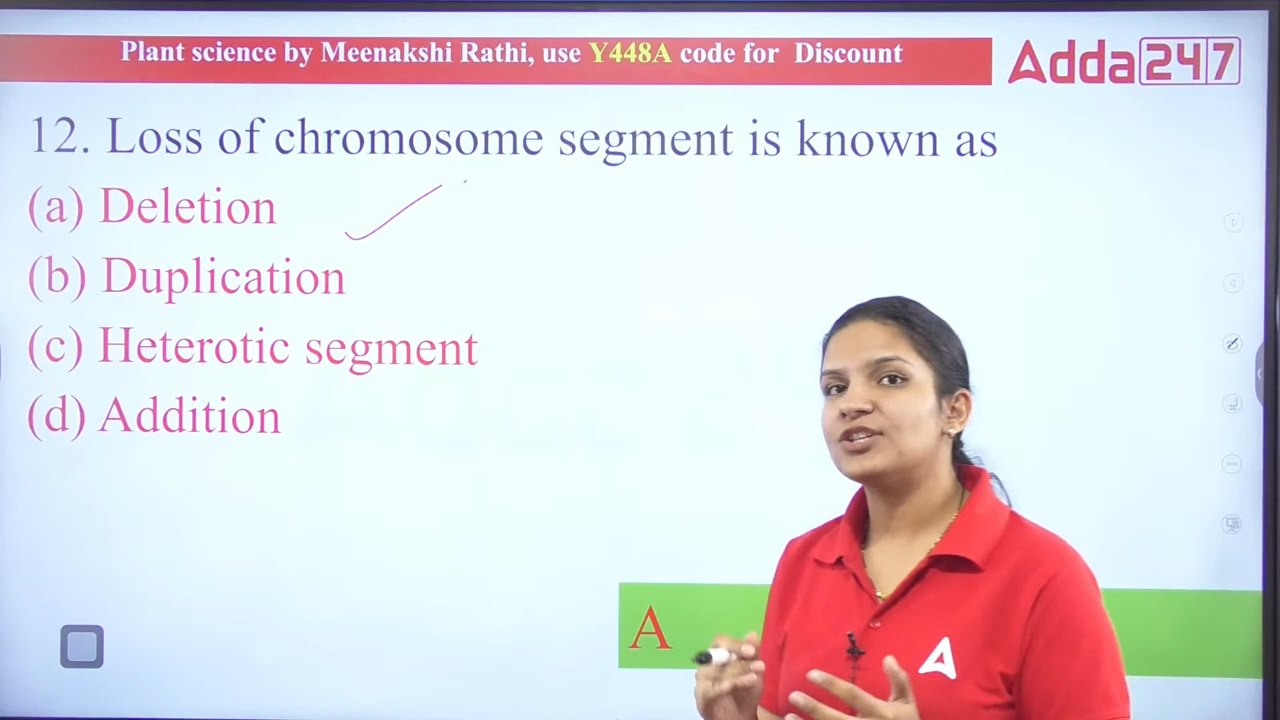 Plant science by Meenakshi Rathi, use Y448A code for Discount
Adda247
12. Loss of chromosome segment is known as
(a) Deletion
(b) Duplication
(c) Heterotic segment
(d) Addition
A